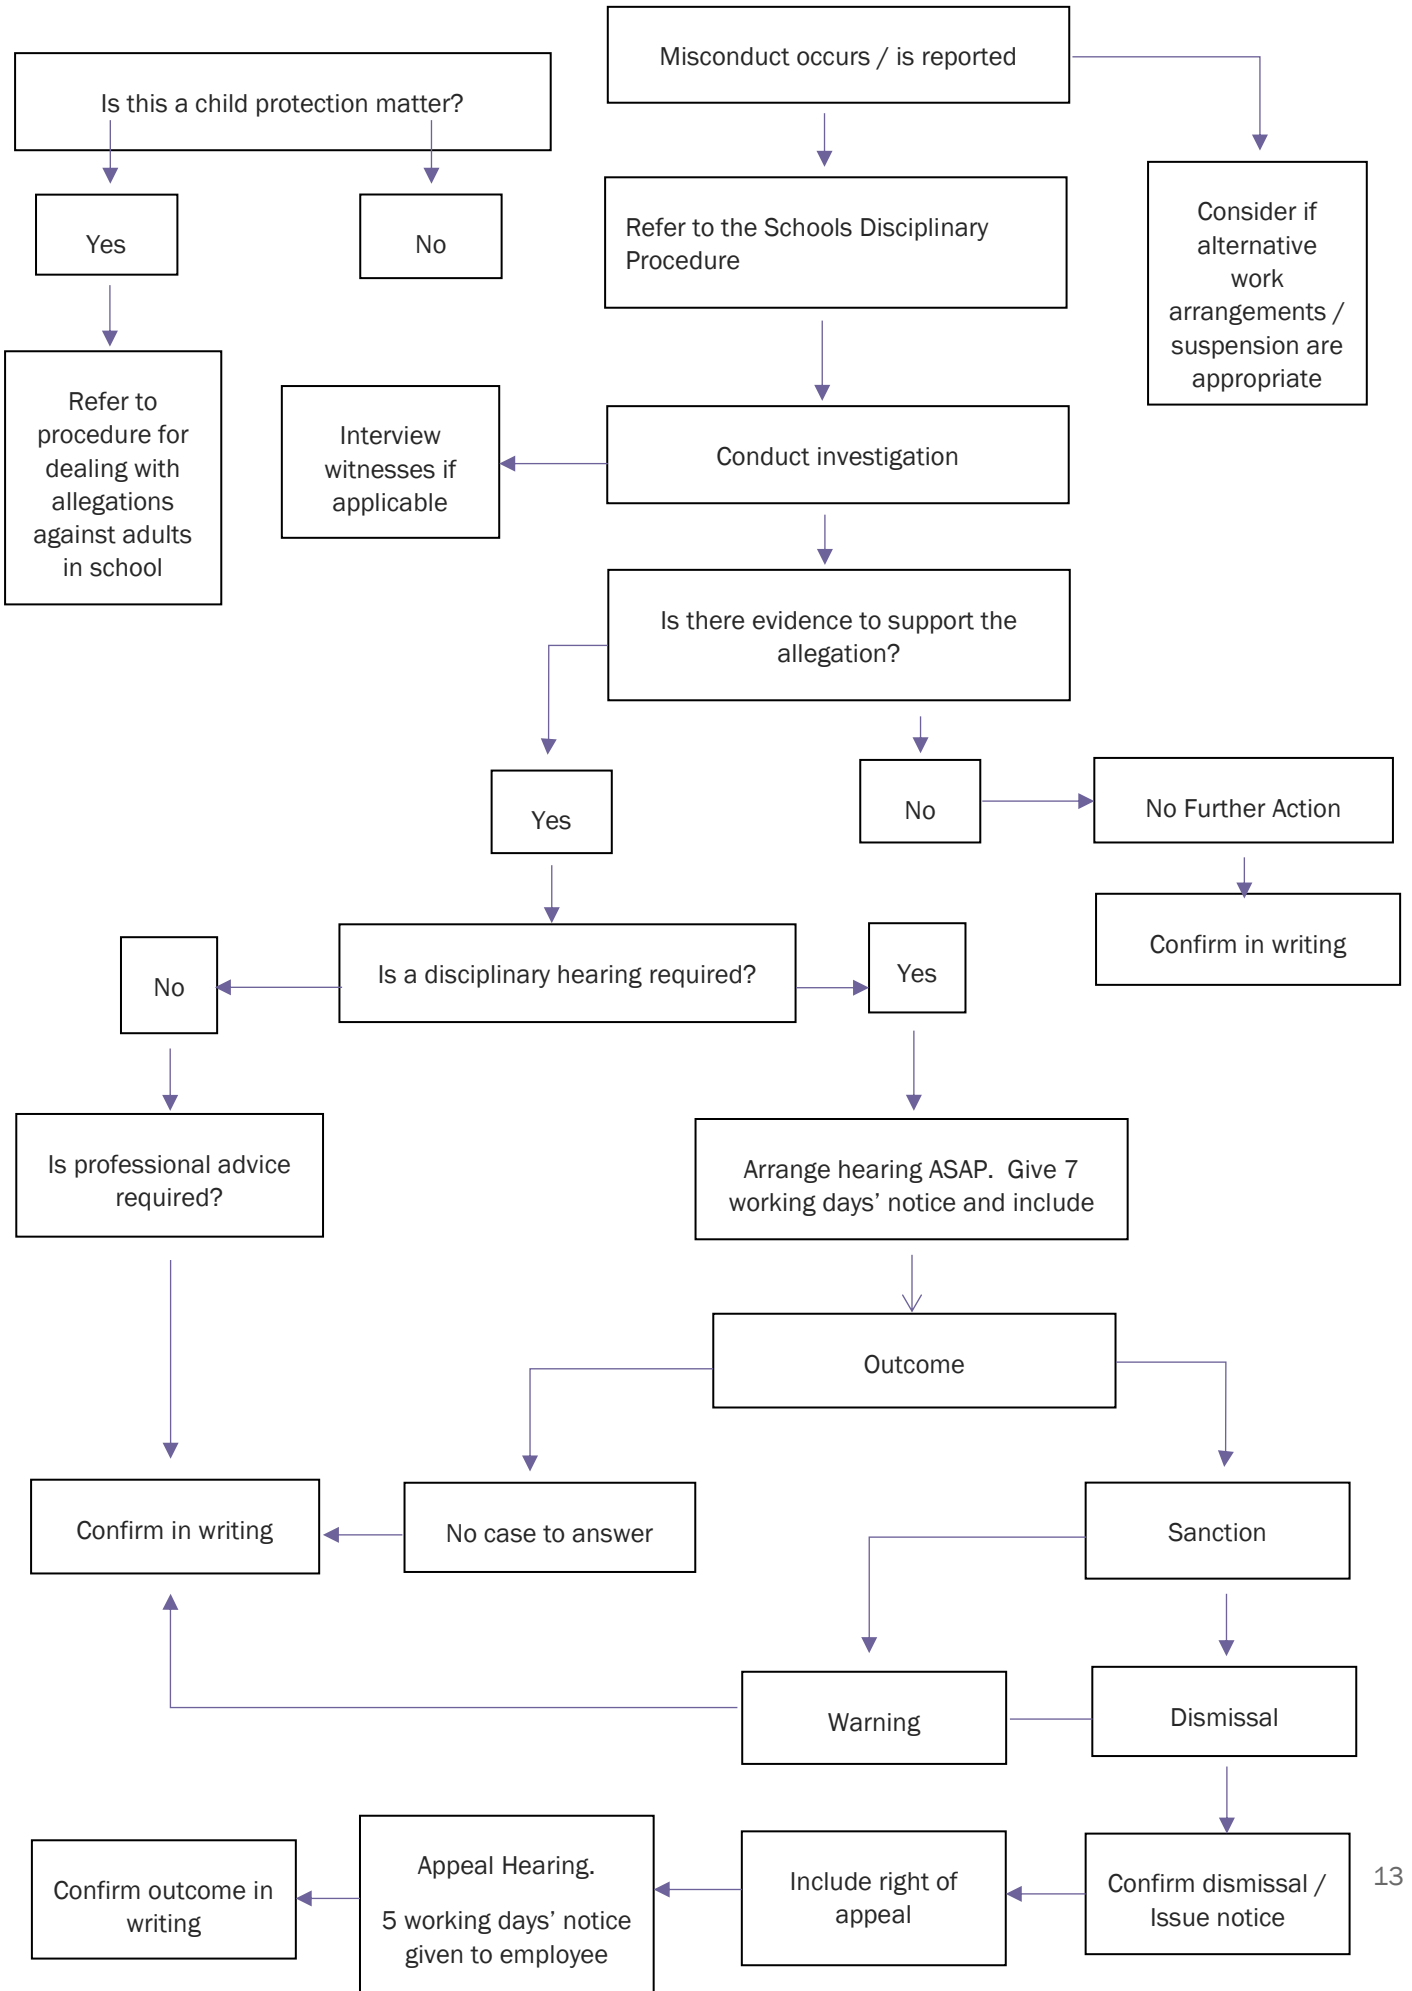 Misconduct occurs / is reported
Is this a child protection matter?
Yes
No
Refer to the Schools Disciplinary
Procedure
Consider if
alternative
work
arrangements /
suspension are
appropriate
Refer to
procedure for
dealing with
allegations
against adults
in school
Interview
witnesses if
applicable
Conduct investigation
Is there evidence to support the
allegation?
Yes
No
No Further Action
Confirm in writing
No
Is a disciplinary hearing required?
Yes
Is professional advice
required?
Arrange hearing ASAP.  Give 7
working days’ notice and include
Outcome
Confirm in writing
No case to answer
Sanction
Warning
Dismissal
Confirm outcome in
writing
Appeal Hearing.
5 working days’ notice
given to employee
Include right of
appeal
Confirm dismissal /
Issue notice
13